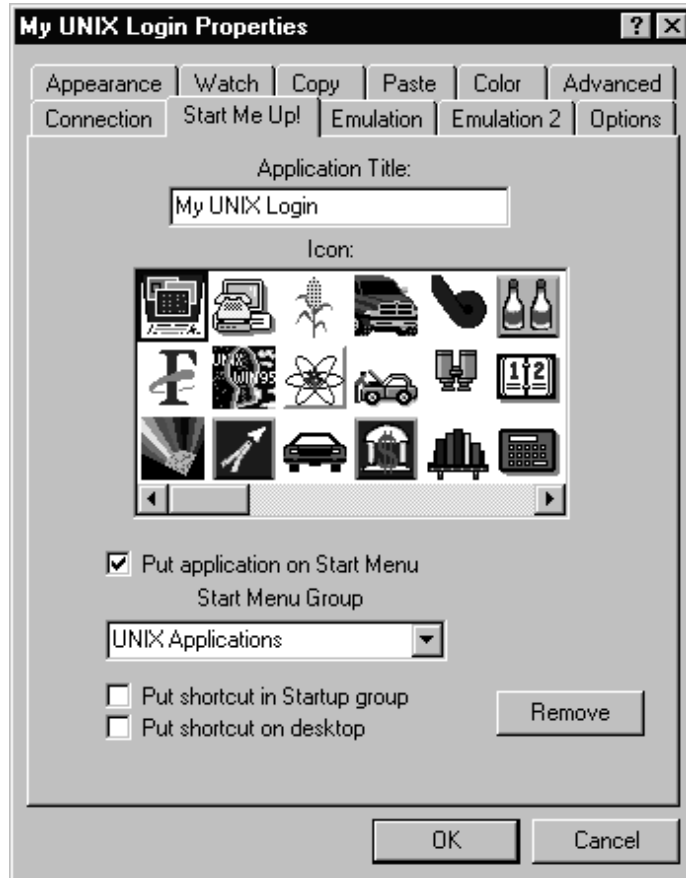 My UNIX Login Properties
Appearance Watch Copy Paste Color Advanced
Connection Start Me Up! Emulation Emulation 2 Options
Application Title:
My UNIX Login
Icon:
UNIX
WIN95
1 2
$
Put application on Start Menu
Start Menu Group
UNIX Applications
Put shortcut in Startup group
Put shortcut on desktop
Remove
OK Cancel